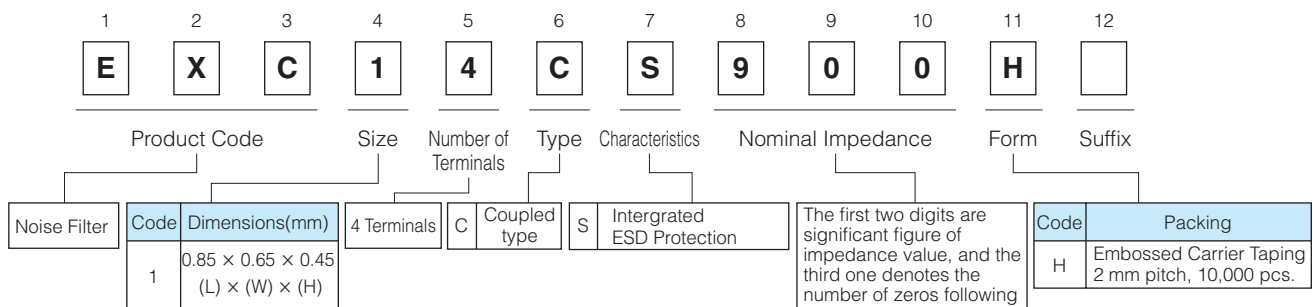 1 2 3 4 5 6 7 8 9 10 11 12
E X C 1 4 C S 9 0 0 H
Product Code Size Number of Terminals Type Characteristics Nominal Impedance Form Suffix
Noise Filter
Code Dimensions(mm)
1 0.85 × 0.65 × 0.45
(L) × (W) × (H)
4 Terminals
C Coupled
type
S Intergrated
ESD Protection
The first two digits are
significant figure of
impedance value, and the
third one denotes the
number of zeros following
Code Packing
H Embossed Carrier Taping
2 mm pitch, 10,000 pcs.